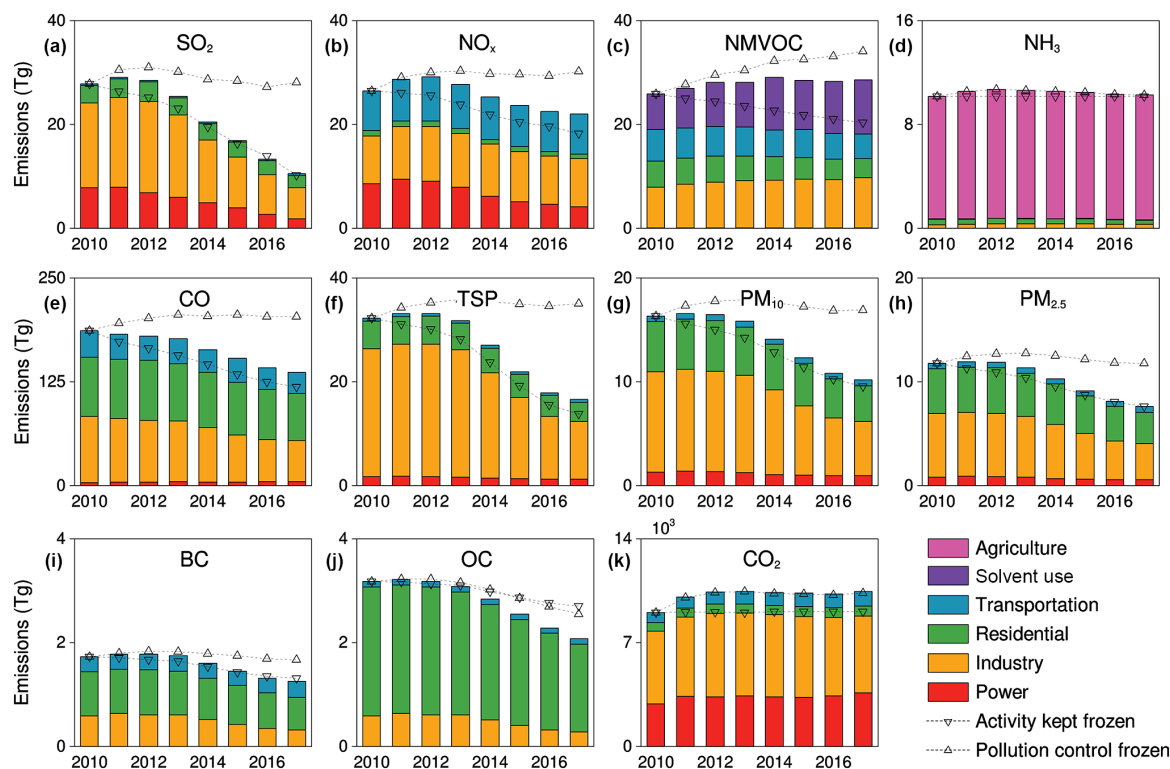 40 (a) SO₂
20
0
2010 2012 2014 2016
Emissions (Tg)
40 (b) NOₓ
20
0
2010 2012 2014 2016
40 (c) NMVOC
20
0
2010 2012 2014 2016
16 (d) NH₃
8
0
2010 2012 2014 2016
250 (e) CO
125
0
2010 2012 2014 2016
Emissions (Tg)
40 (f) TSP
20
0
2010 2012 2014 2016
20 (g) PM₁₀
10
0
2010 2012 2014 2016
20 (h) PM₂.₅
10
0
2010 2012 2014 2016
4 (i) BC
2
0
2010 2012 2014 2016
Emissions (Tg)
4 (j) OC
2
0
2010 2012 2014 2016
10³
14 (k) CO₂
7
0
2010 2012 2014 2016
Agriculture
Solvent use
Transportation
Residential
Industry
Power
Activity kept frozen
Pollution control frozen